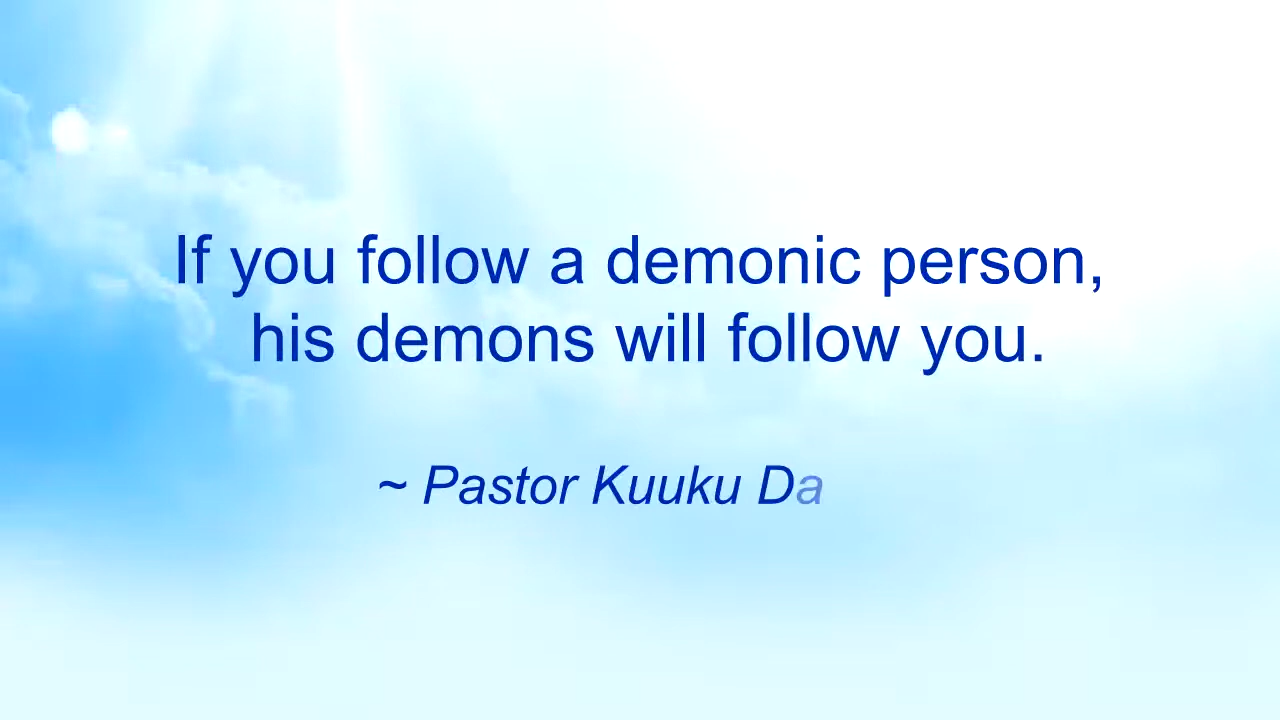 If you follow a demonic person,
his demons will follow you.
~ Pastor Kuuku Da